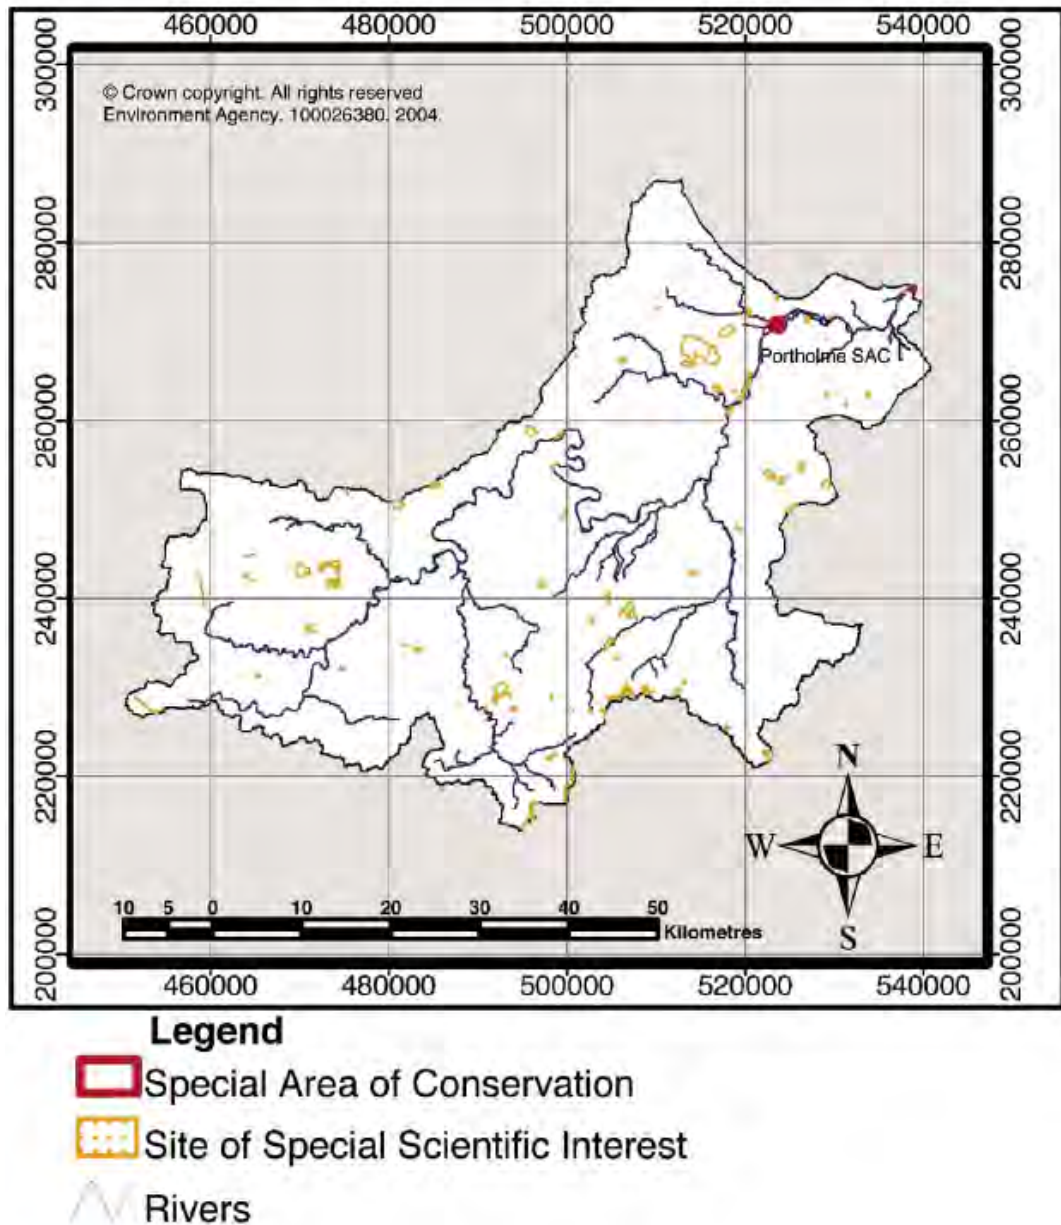 460000 480000 500000 520000 540000
300000 300000
© Crown copyright. All rights reserved
Environment Agency. 100026380. 2004.
280000 280000
Portholme SAC
260000 260000
240000 240000
220000 220000
N
W E
S
10 5 0 10 20 30 40 50
Kilometres
200000 200000
460000 480000 500000 520000 540000
Legend
Special Area of Conservation
Site of Special Scientific Interest
Rivers